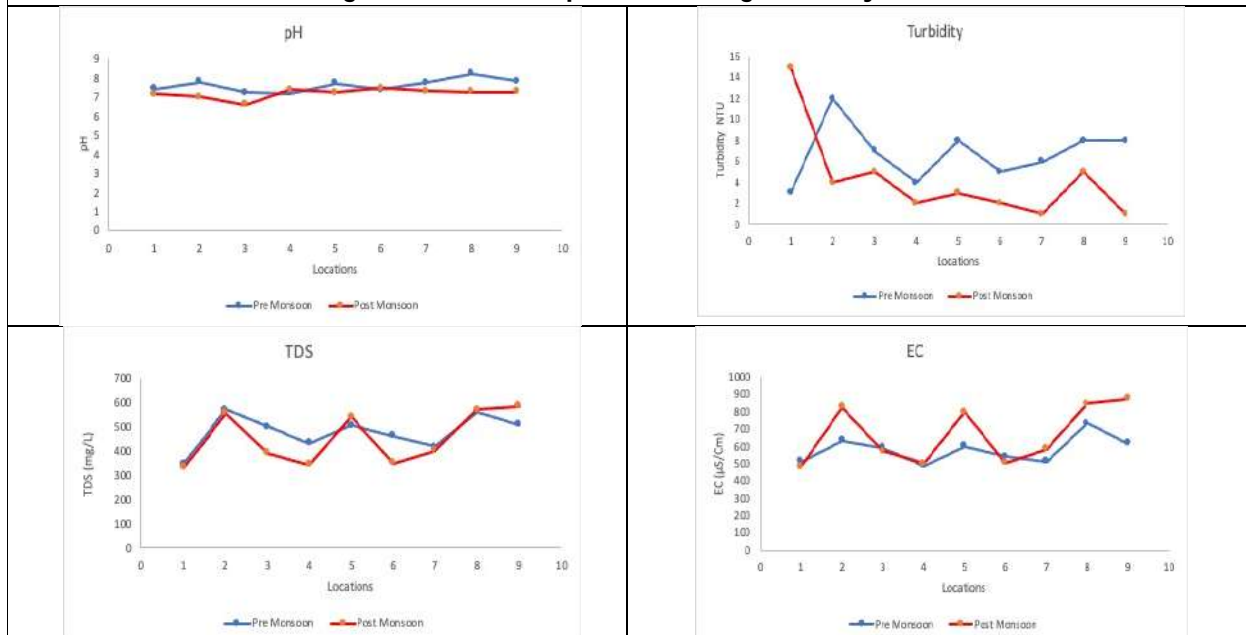 pH
9
8
7
6
5
4
3
2
1
0
pH
0 1 2 3 4 5 6 7 8 9 10
Locations
Pre Monsoon Post Monsoon
Turbidity
16
14
12
10
8
6
4
2
0
Turbidity NTU
0 1 2 3 4 5 6 7 8 9 10
Locations
Pre Monsoon Post Monsoon
TDS
700
600
500
400
300
200
100
0
TDS (mg/L)
0 1 2 3 4 5 6 7 8 9 10
Locations
Pre Monsoon Post Monsoon
EC
1000
900
800
700
600
500
400
300
200
100
0
EC (µS/Cm)
0 1 2 3 4 5 6 7 8 9 10
Locations
Pre Monsoon Post Monsoon